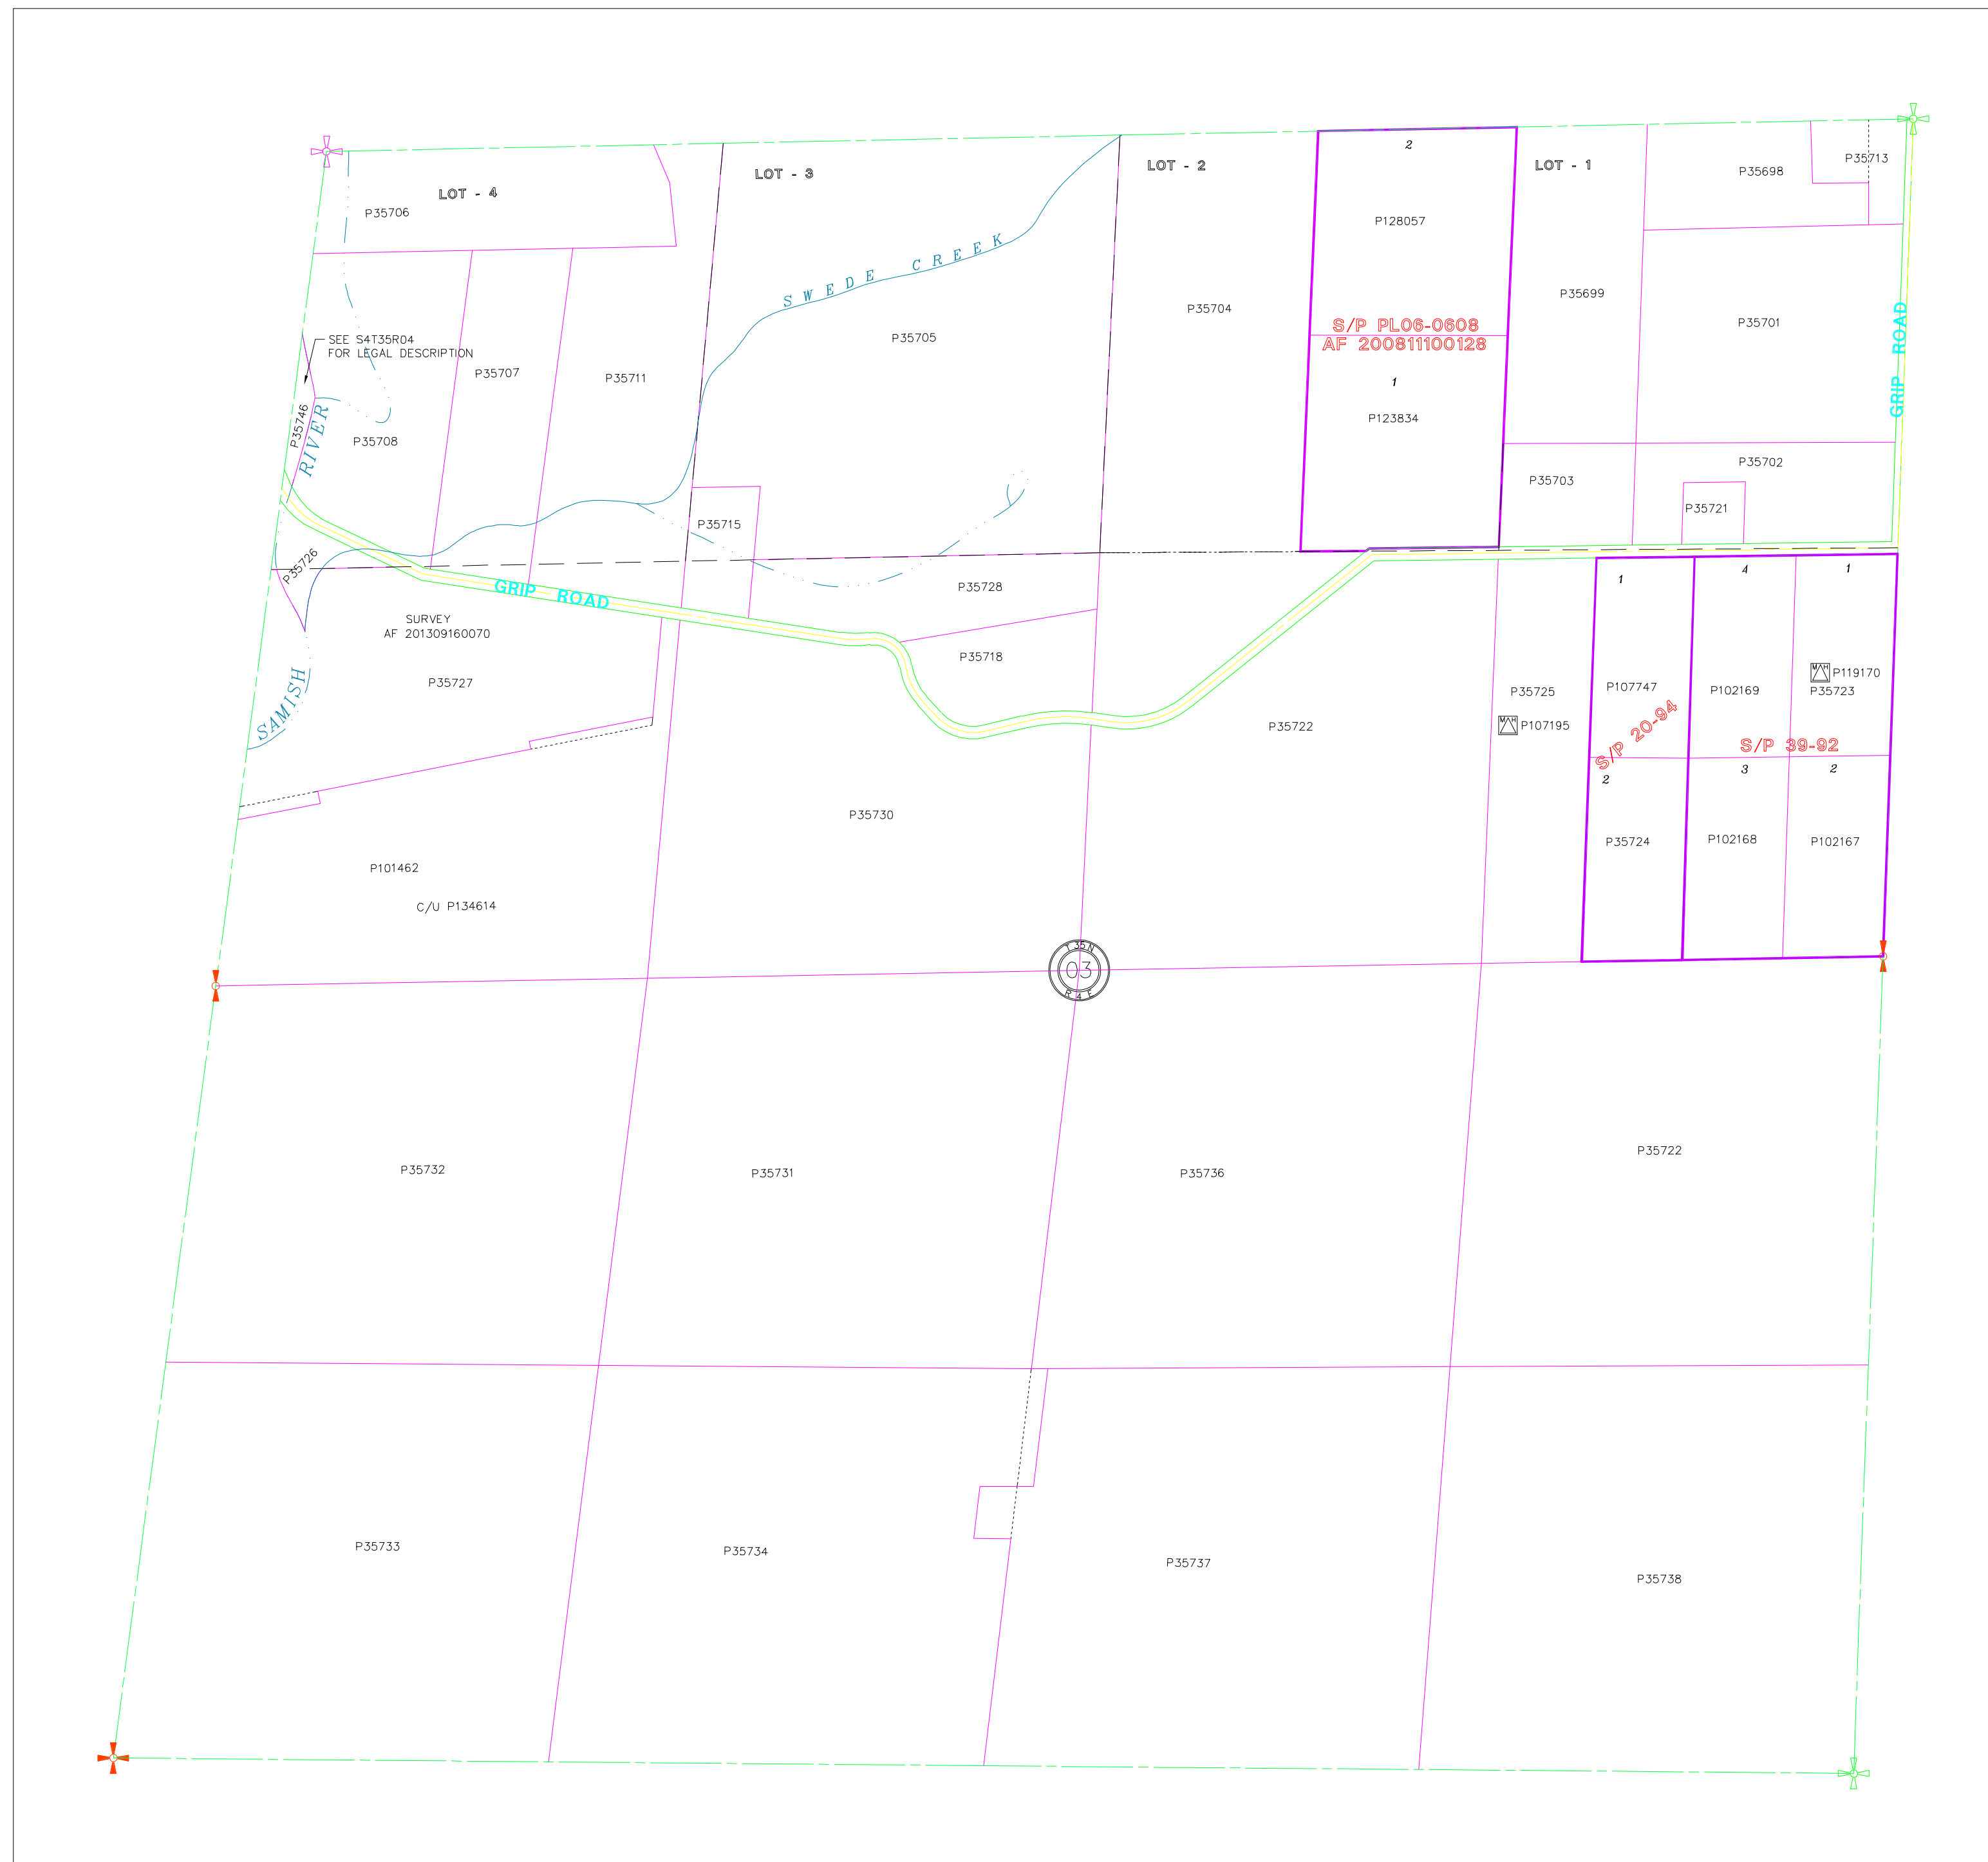 2
LOT - 1
P35713
P35698
LOT - 2
LOT - 3
LOT - 4
P35706
P128057
SWEDE CREEK
P35704
P35699
P35701
GRIP ROAD
S/P PL06-0608
AF 200811100128
P35705
SEE S4T35R04
FOR LEGAL DESCRIPTION
P35707
P35711
1
P123834
P35746
RIVER
P35708
P35702
P35703
P35721
P35715
P35726
GRIP ROAD
P35728
1
4
1
SURVEY
AF 201309160070
P35718
SAMISH
P35727
P35725
P107747
P102169
MH P119170
P35723
P35722
MH P107195
S/P 20-94
S/P 39-92
2
3
2
P35730
P35724
P102168
P102167
P101462
C/U P134614
T 35 N
03
R 4 E
P35732
P35731
P35736
P35722
P35733
P35734
P35737
P35738